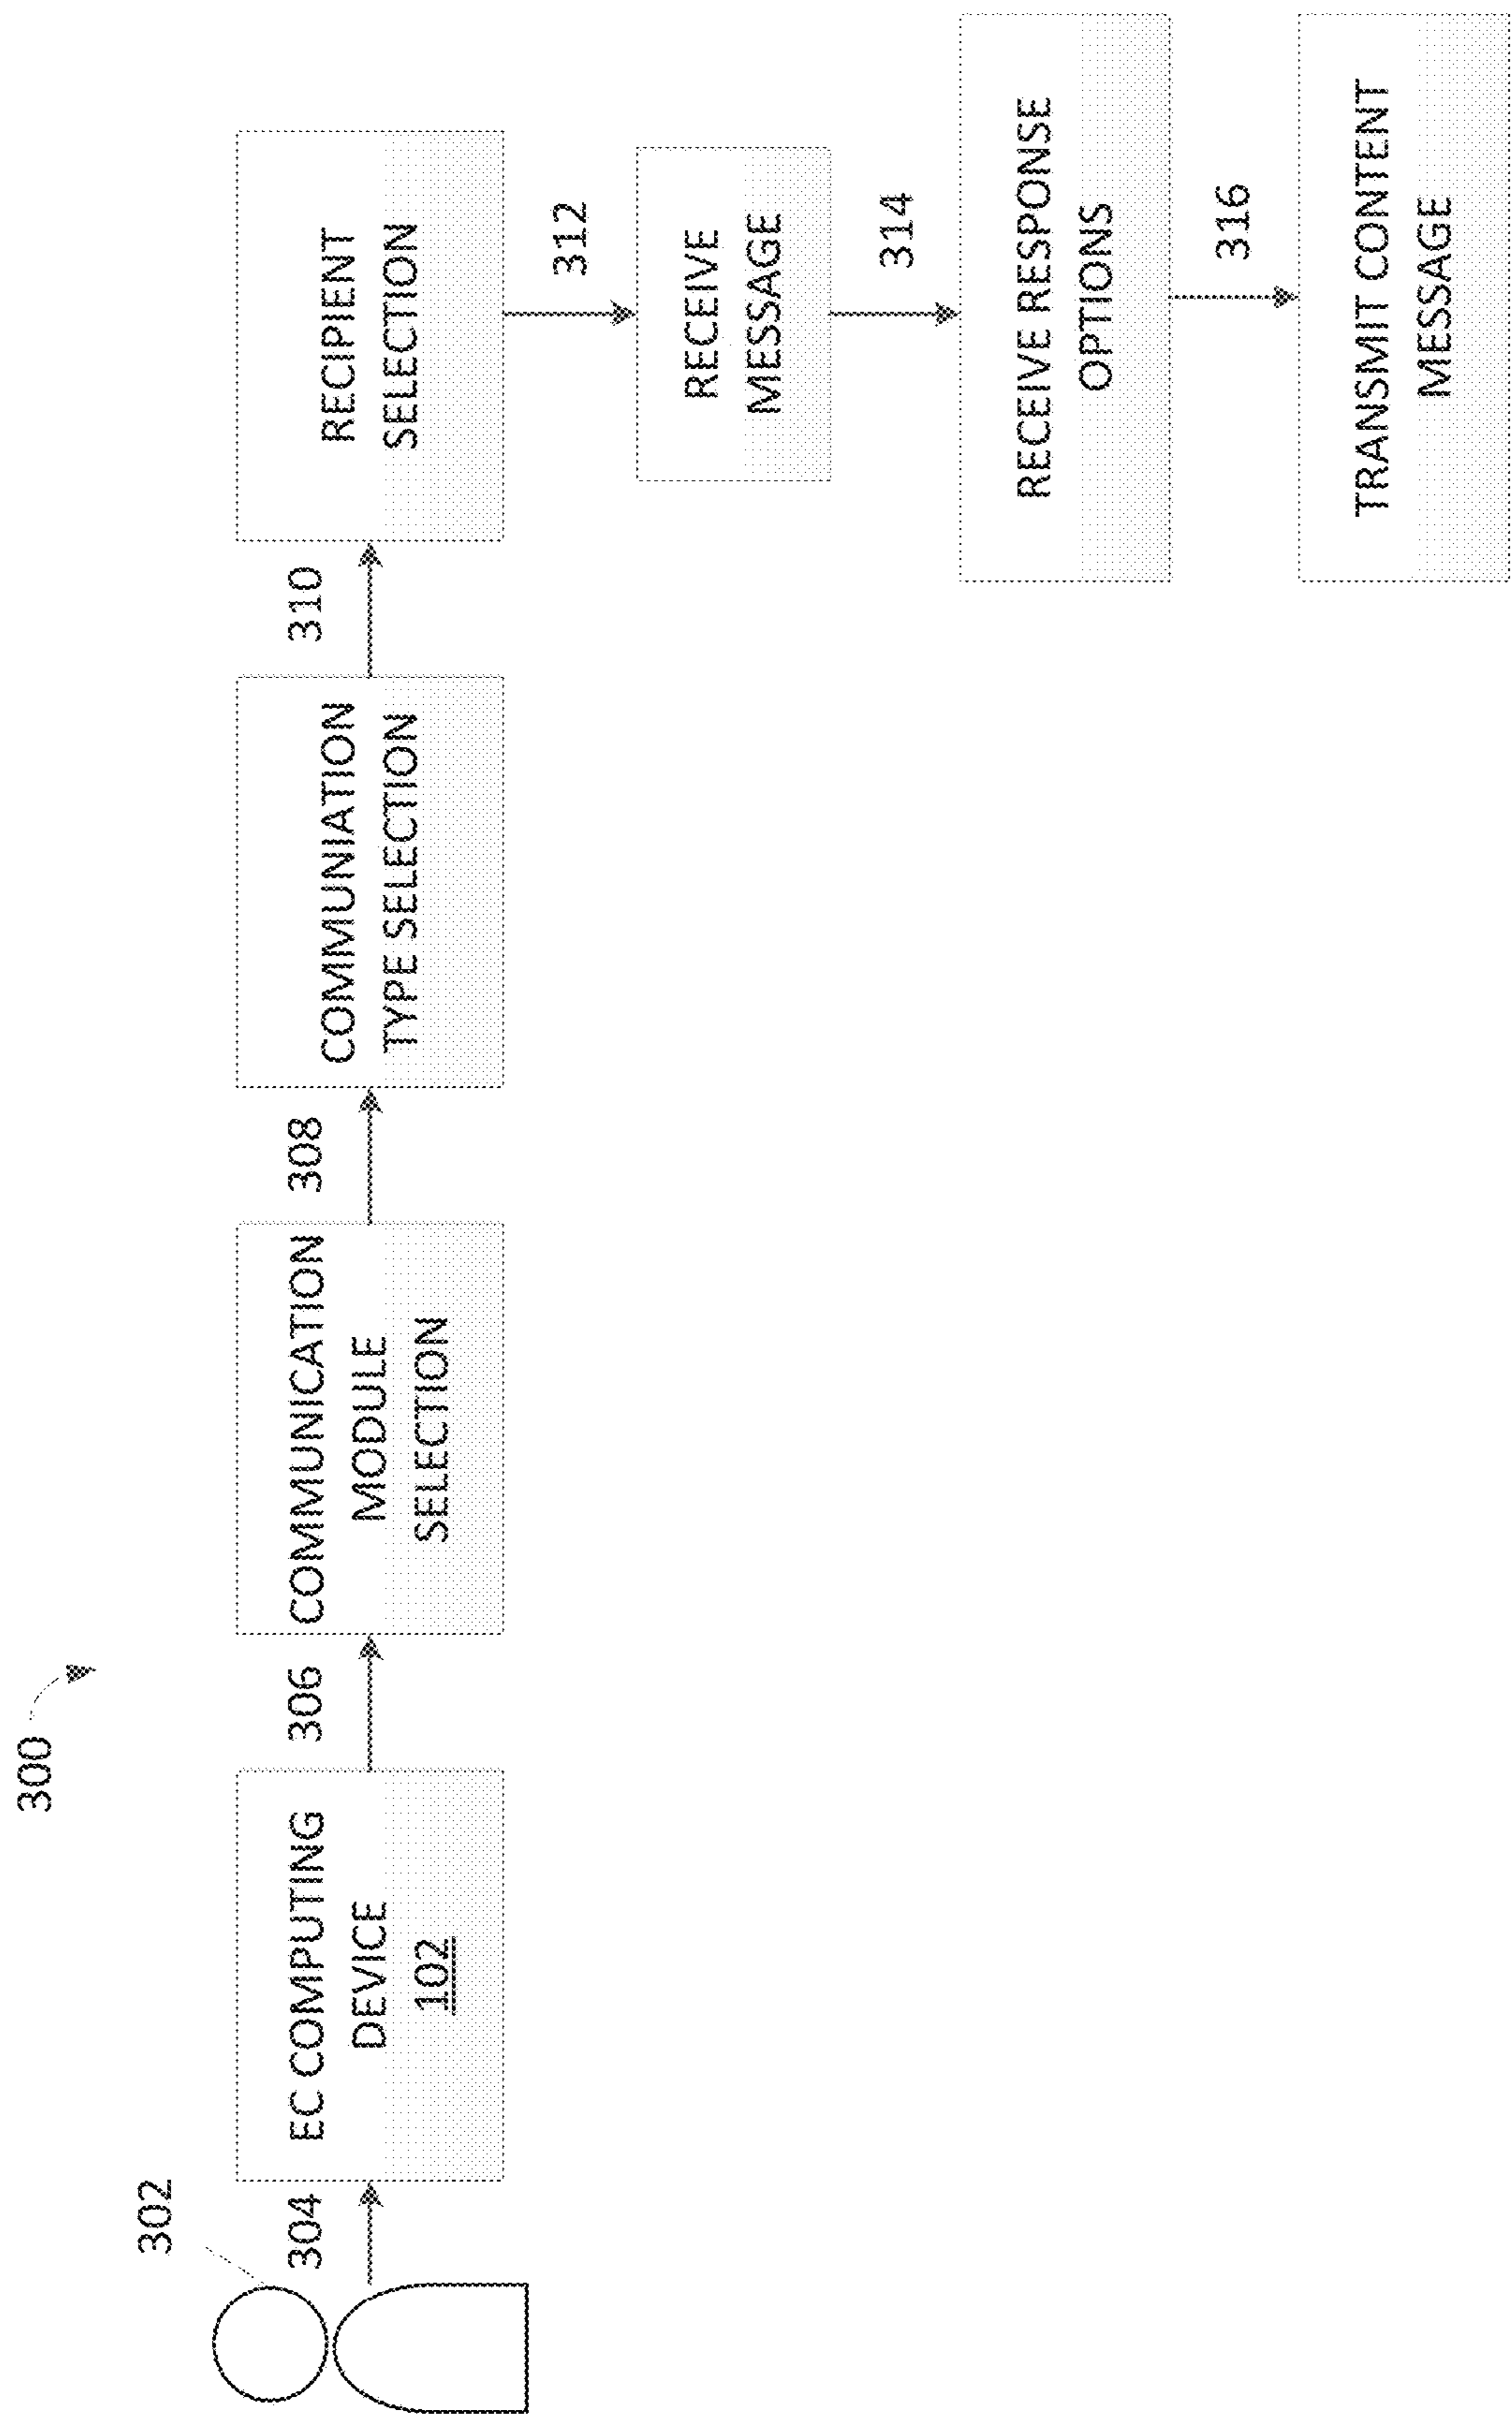 300
302
304
EC COMPUTING
DEVICE
102
306
COMMUNICATION
MODULE
SELECTION
308
COMMUNIATION
TYPE SELECTION
310
RECIPIENT
SELECTION
312
RECEIVE
MESSAGE
314
RECEIVE RESPONSE
OPTIONS
316
TRANSMIT CONTENT
MESSAGE